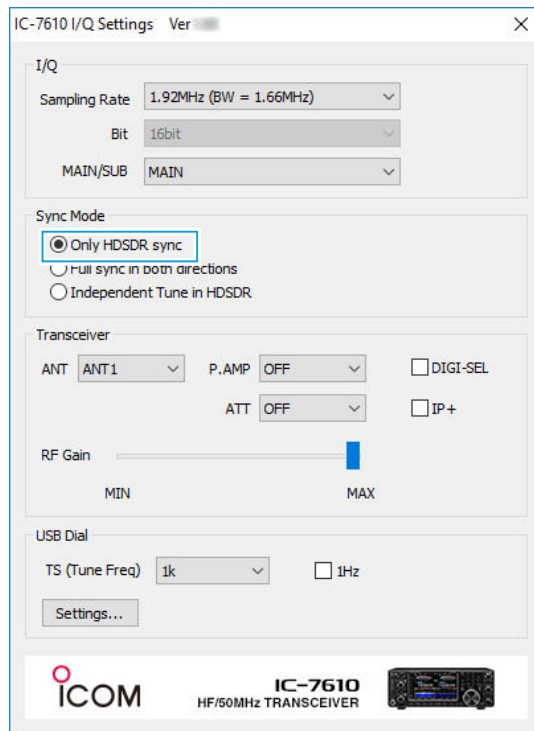 IC-7610 I/Q Settings Ver
I/Q
Sampling Rate 1.92MHz (BW = 1.66MHz)
Bit 16bit
MAIN/SUB MAIN
Sync Mode
Only HDSDR sync
Full sync in both directions
Independent Tune in HDSDR
Transceiver
ANT ANT1 P.AMP OFF DIGI-SEL
ATT OFF IP+
RF Gain
MIN MAX
USB Dial
TS (Tune Freq) 1k 1Hz
Settings...
ICOM IC-7610
HF/50MHz TRANSCEIVER